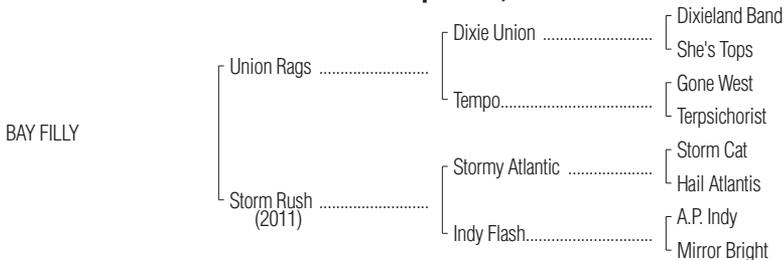 Dixieland Band
Dixie Union ..........................
She's Tops
Union Rags ..........................
Gone West
Tempo....................................
Terpsichorist
BAY FILLY
Storm Cat
Stormy Atlantic ....................
Hail Atlantis
Storm Rush ..........................
(2011)
A.P. Indy
Indy Flash..............................
Mirror Bright